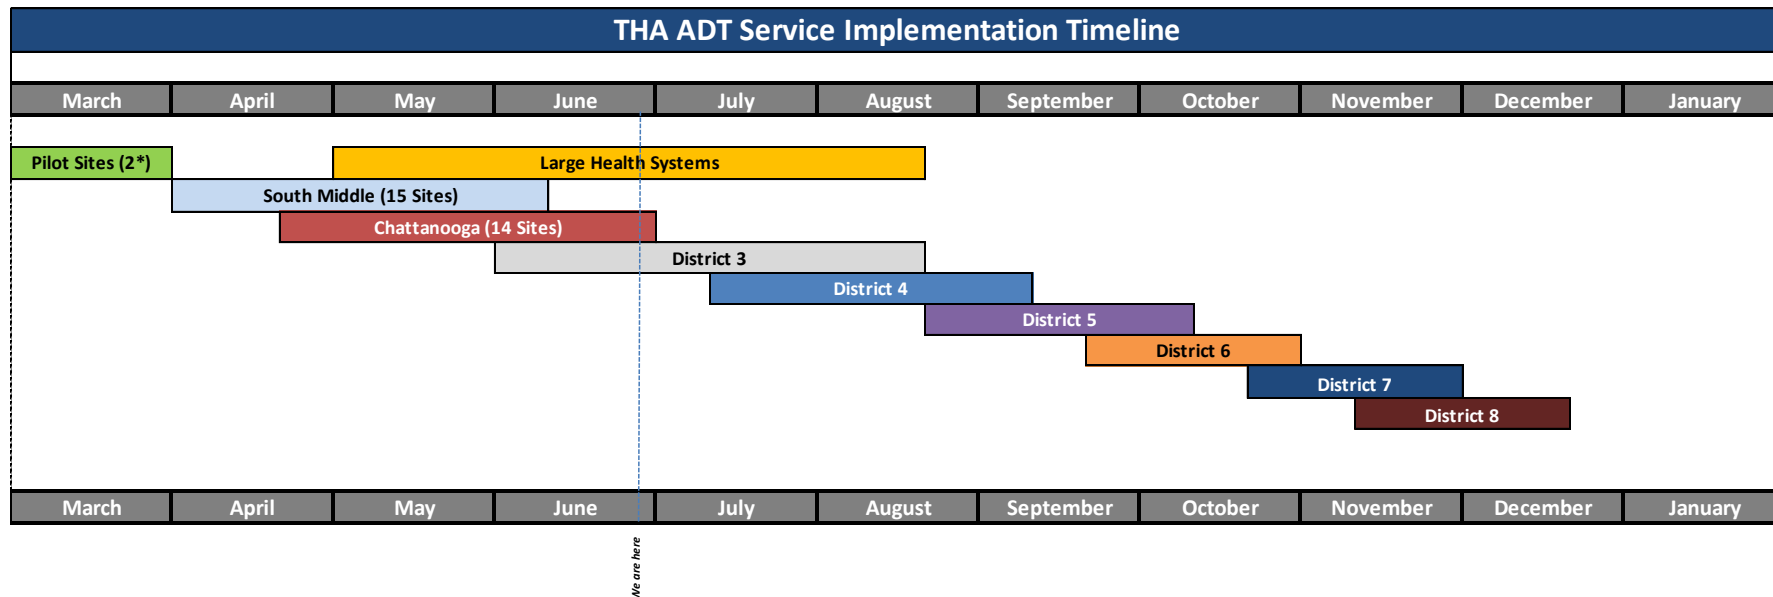 THA ADT Service Implementation Timeline
March April May June July August September October November December January
Pilot Sites (2*) Large Health Systems
South Middle (15 Sites)
Chattanooga (14 Sites)
District 3
District 4
District 5
District 6
District 7
District 8
March April May June July August September October November December January
We are here